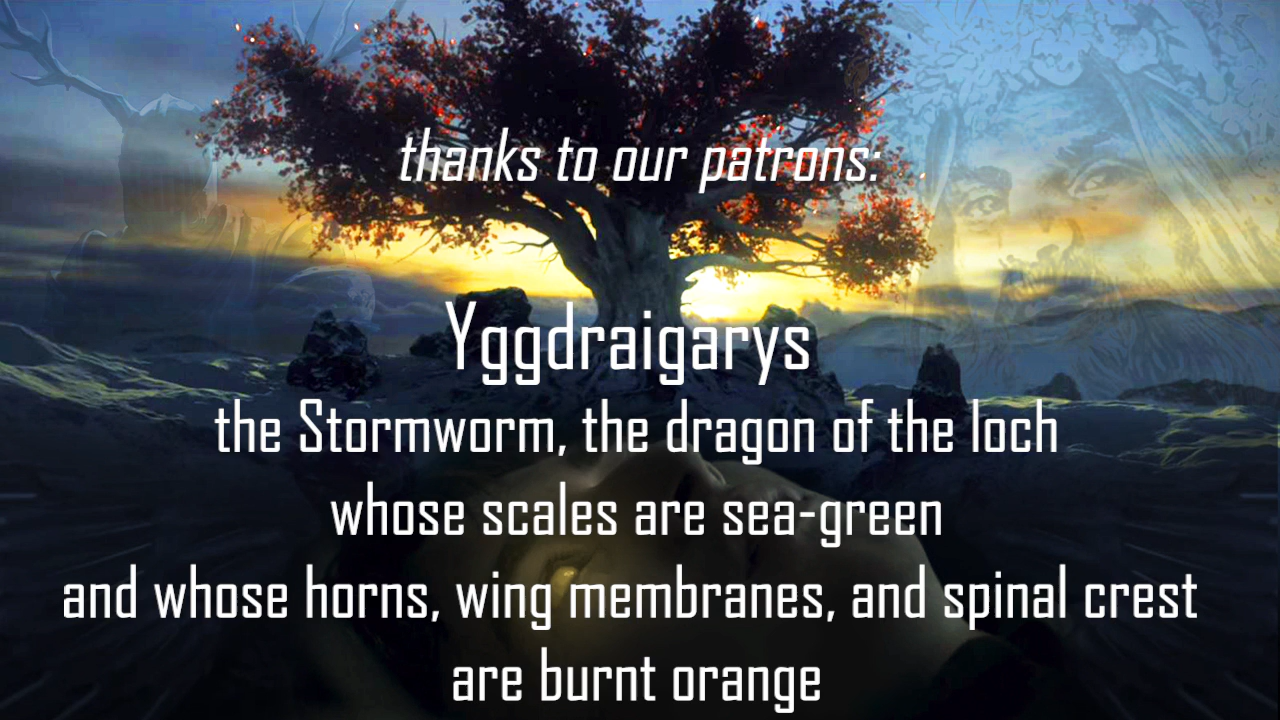 thanks to our patrons:
Yggdraigarys
the Stormworm, the dragon of the loch
whose scales are sea-green
and whose horns, wing membranes, and spinal crest
are burnt orange